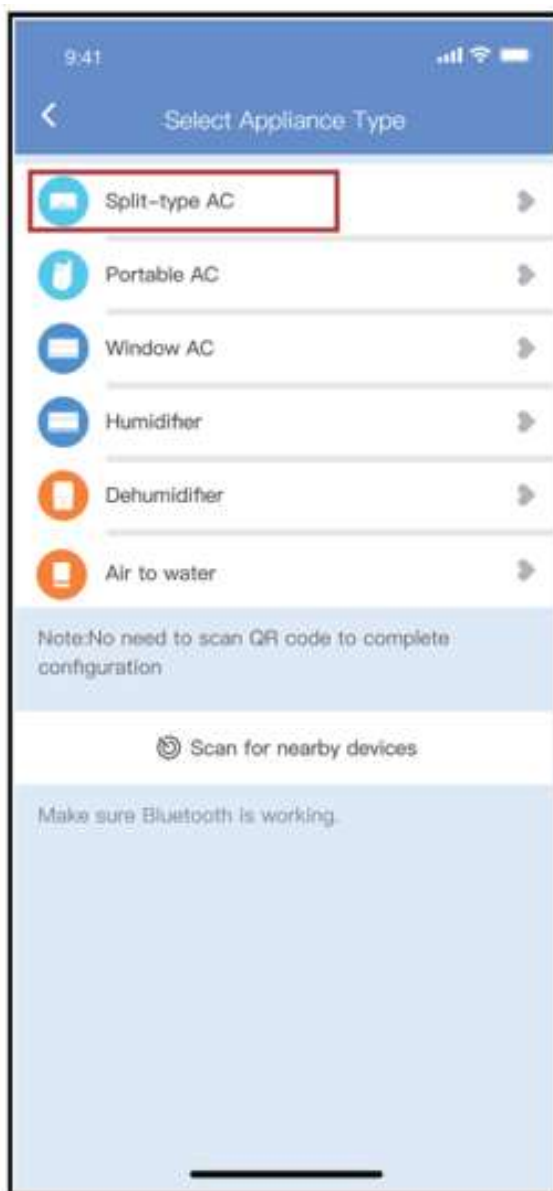 9:41
Select Appliance Type
Split-type AC
Portable AC
Window AC
Humidifier
Dehumidifier
Air to water
Note:No need to scan QR code to complete
configuration
Scan for nearby devices
Make sure Bluetooth is working.